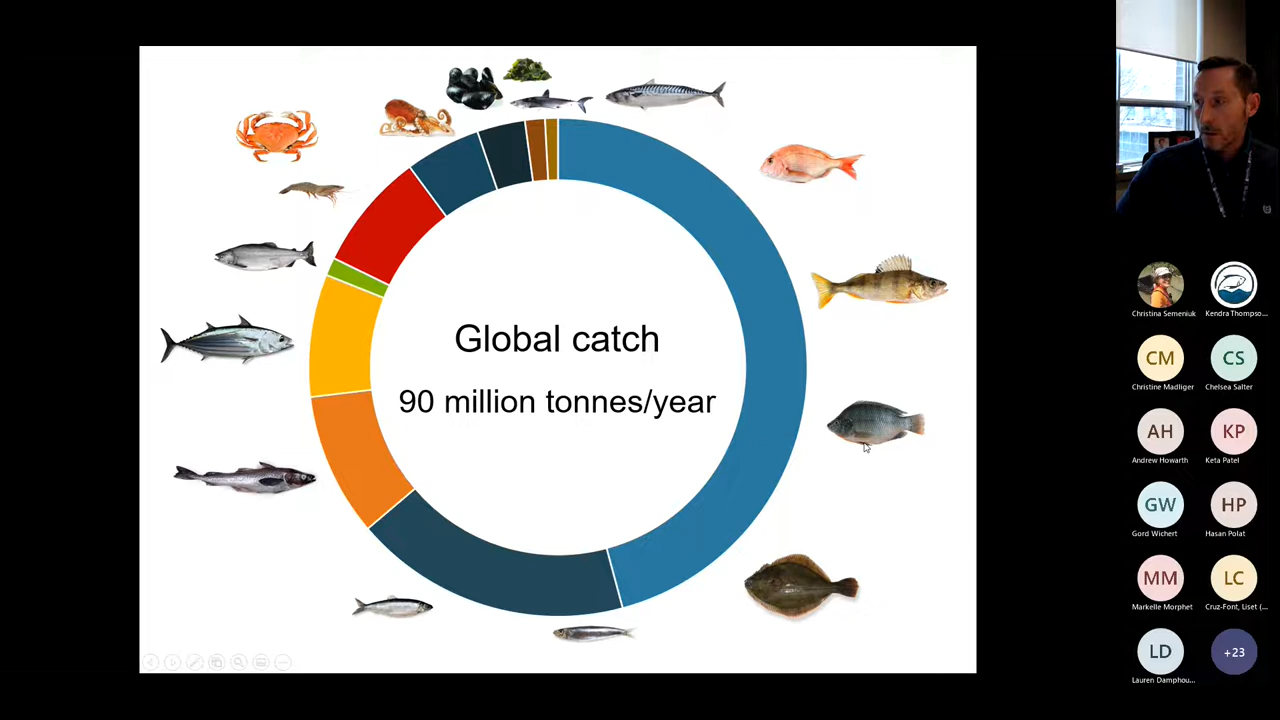 Global catch
90 million tonnes/year
Christina Semeniuk
Kendra Thompso...
CM
CS
Christine Madliger
Chelsea Salter
AH
KP
Andrew Howarth
Keta Patel
GW
HP
Gord Wichert
Hasan Polat
MM
LC
Markelle Morphet
Cruz-Font, Liset (...
LD
+23
Lauren Damphou...